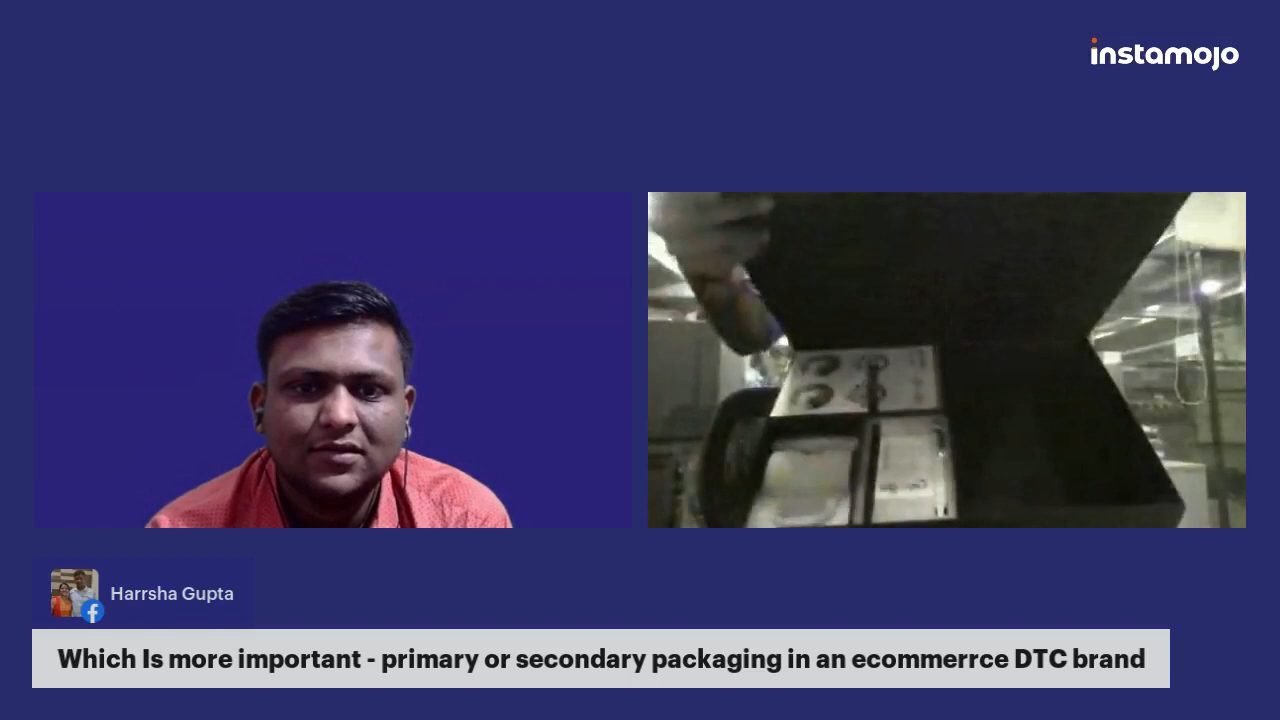 instamojo
Harrsha Gupta
Which Is more important - primary or secondary packaging in an ecommerrce DTC brand